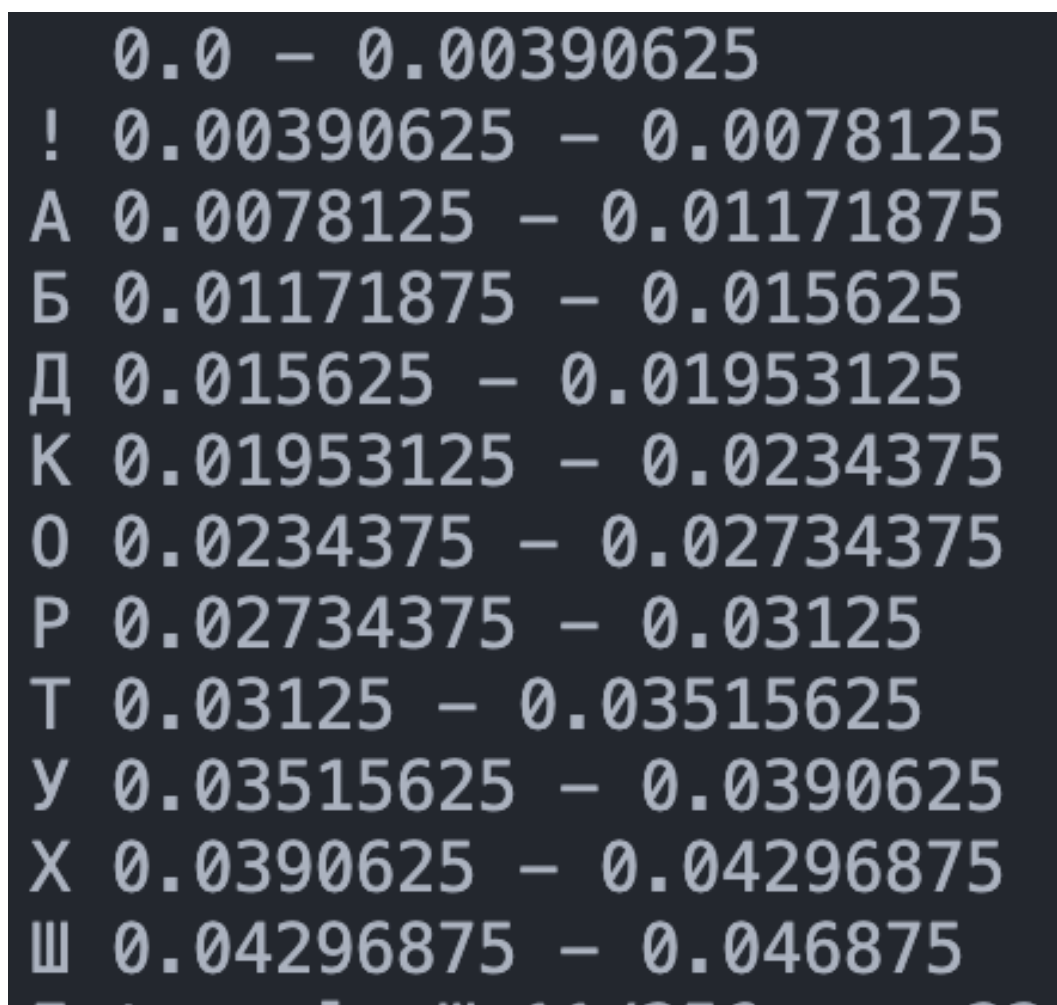 0.0 – 0.00390625
! 0.00390625 – 0.0078125
А 0.0078125 – 0.01171875
Б 0.01171875 – 0.015625
Д 0.015625 – 0.01953125
К 0.01953125 – 0.0234375
О 0.0234375 – 0.02734375
Р 0.02734375 – 0.03125
Т 0.03125 – 0.03515625
У 0.03515625 – 0.0390625
Х 0.0390625 – 0.04296875
Ш 0.04296875 – 0.046875